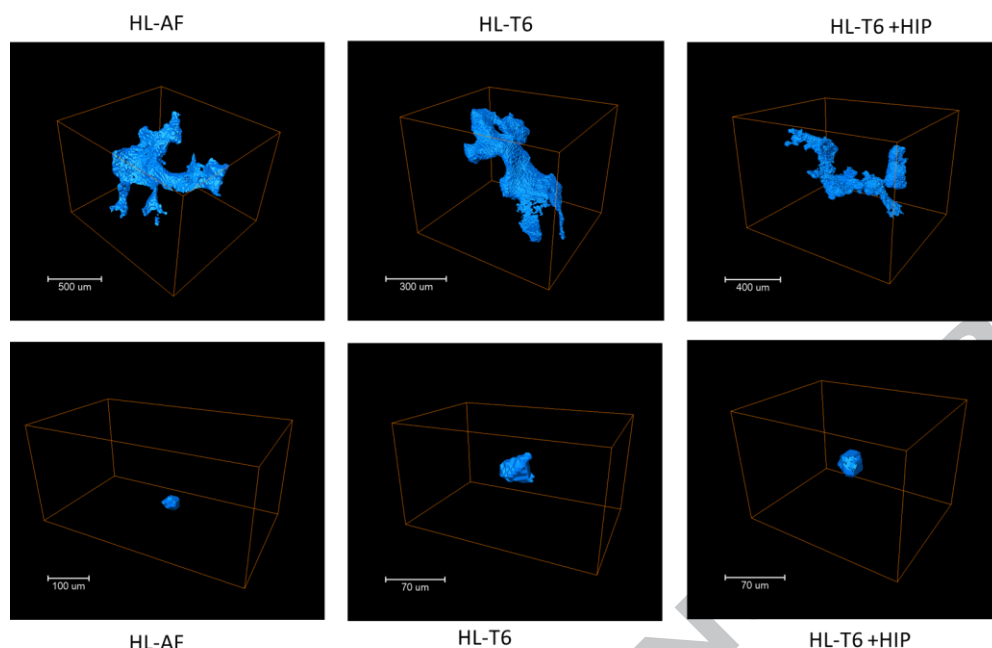 HL-AF
HL-T6
HL-T6 +HIP
500 um
300 um
400 um
100 um
70 um
70 um
HL-AF
HL-T6
HL-T6 +HIP